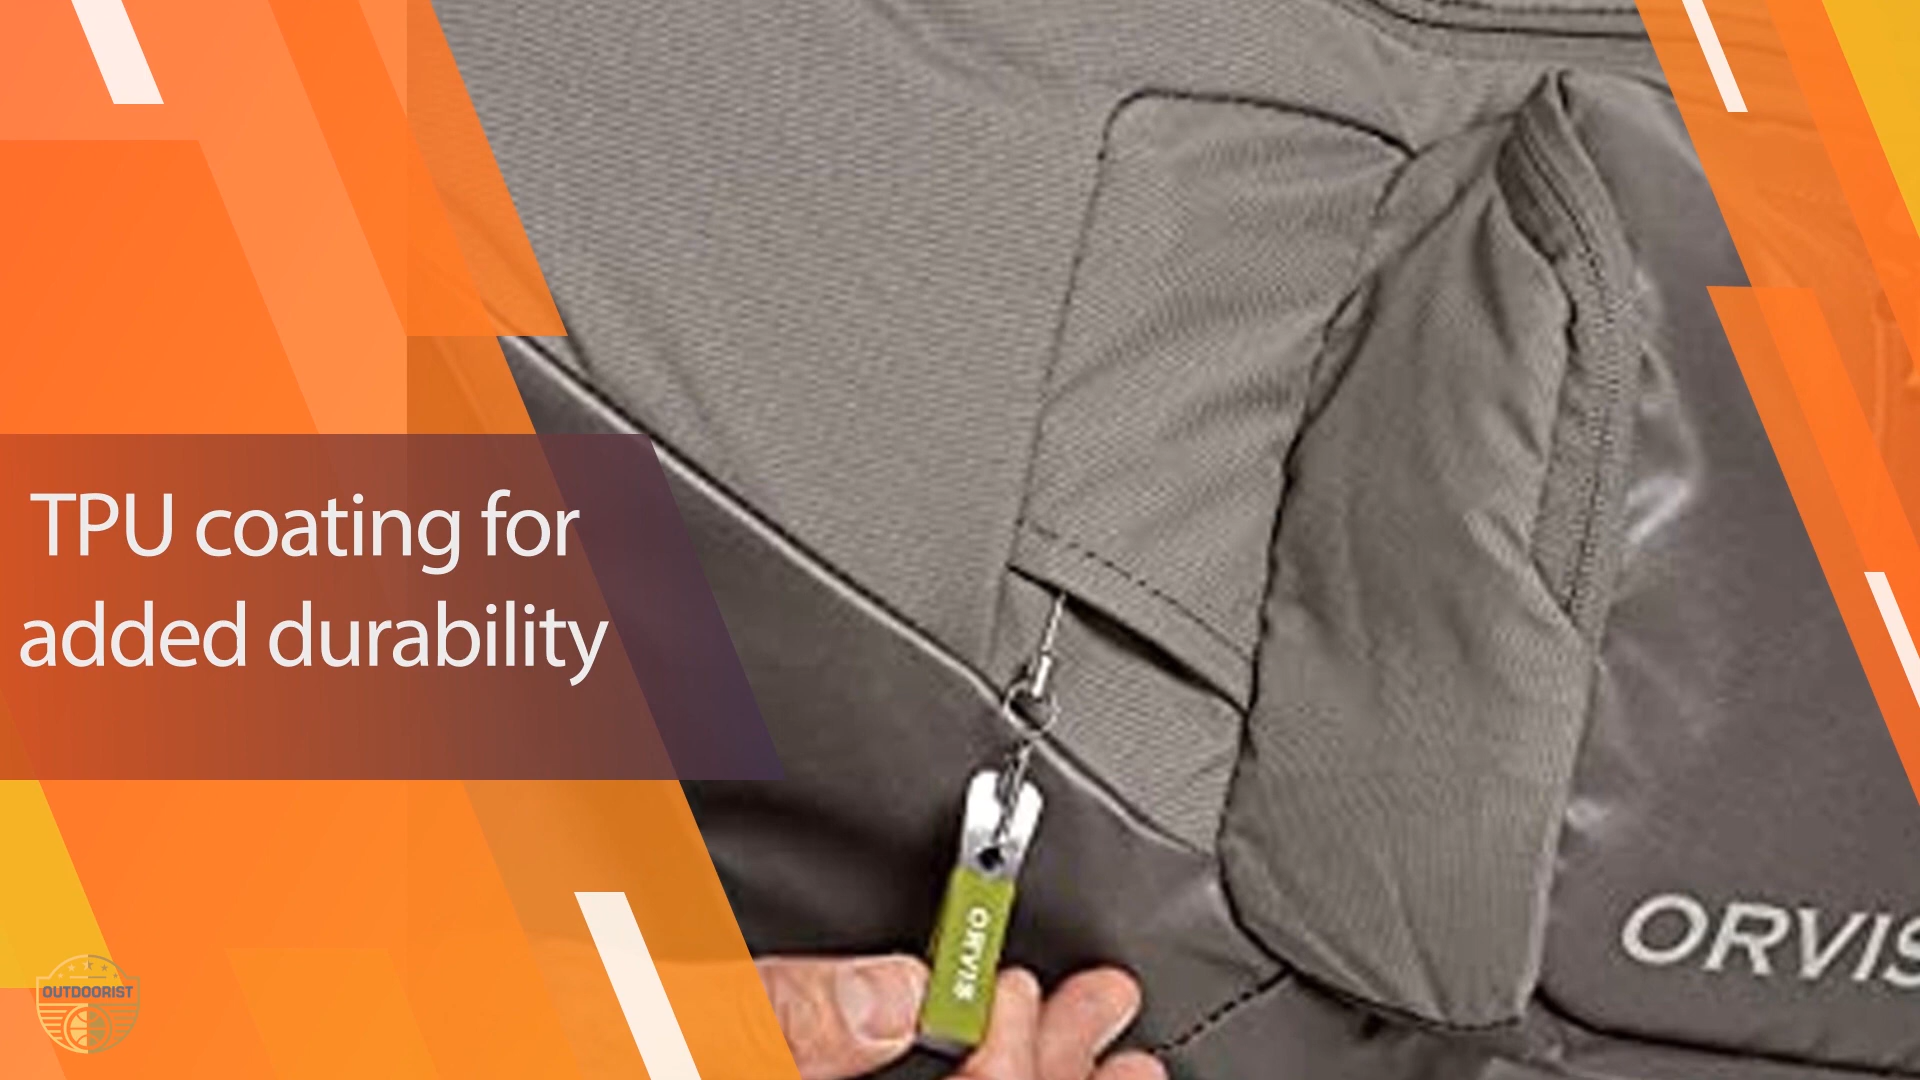 TPU coating for
added durability
ORVIS
ORVIS
OUTDOORIST